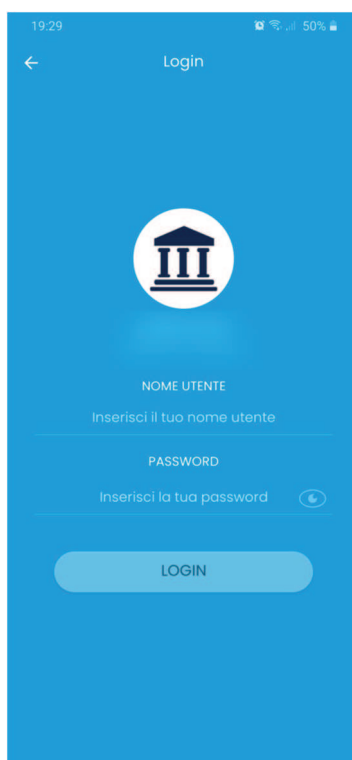 19:29
50%
Login
NOME UTENTE
Inserisci il tuo nome utente
PASSWORD
Inserisci la tua password
LOGIN